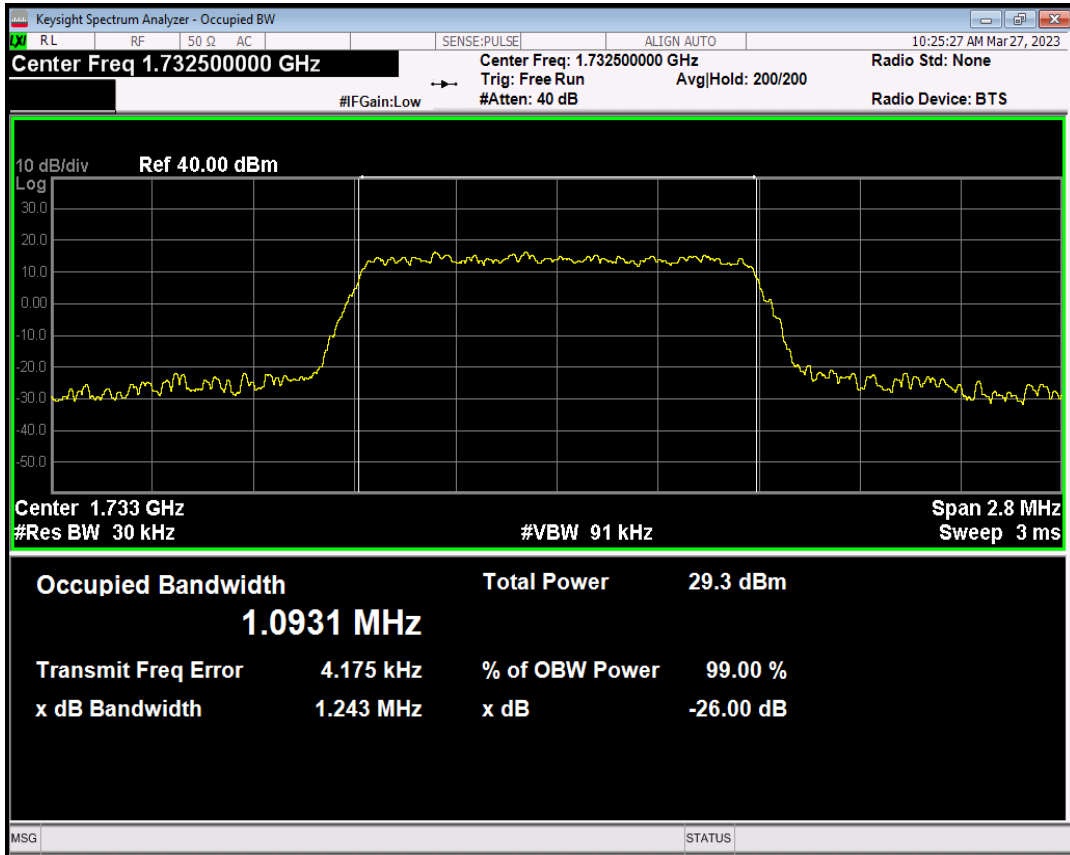 Keysight Spectrum Analyzer - Occupied BW
LXI RL RF 50 Ω AC SENSE:PULSE ALIGN AUTO 10:25:27 AM Mar 27, 2023
Center Freq 1.732500000 GHz Center Freq: 1.732500000 GHz Radio Std: None
Trig: Free Run Avg|Hold: 200/200
#IFGain:Low #Atten: 40 dB Radio Device: BTS
10 dB/div Ref 40.00 dBm
Log
30.0
20.0
10.0
0.00
-10.0
-20.0
-30.0
-40.0
-50.0
Center 1.733 GHz Span 2.8 MHz
#Res BW 30 kHz #VBW 91 kHz Sweep 3 ms
Occupied Bandwidth Total Power 29.3 dBm
1.0931 MHz
Transmit Freq Error 4.175 kHz % of OBW Power 99.00 %
x dB Bandwidth 1.243 MHz x dB -26.00 dB
MSG STATUS